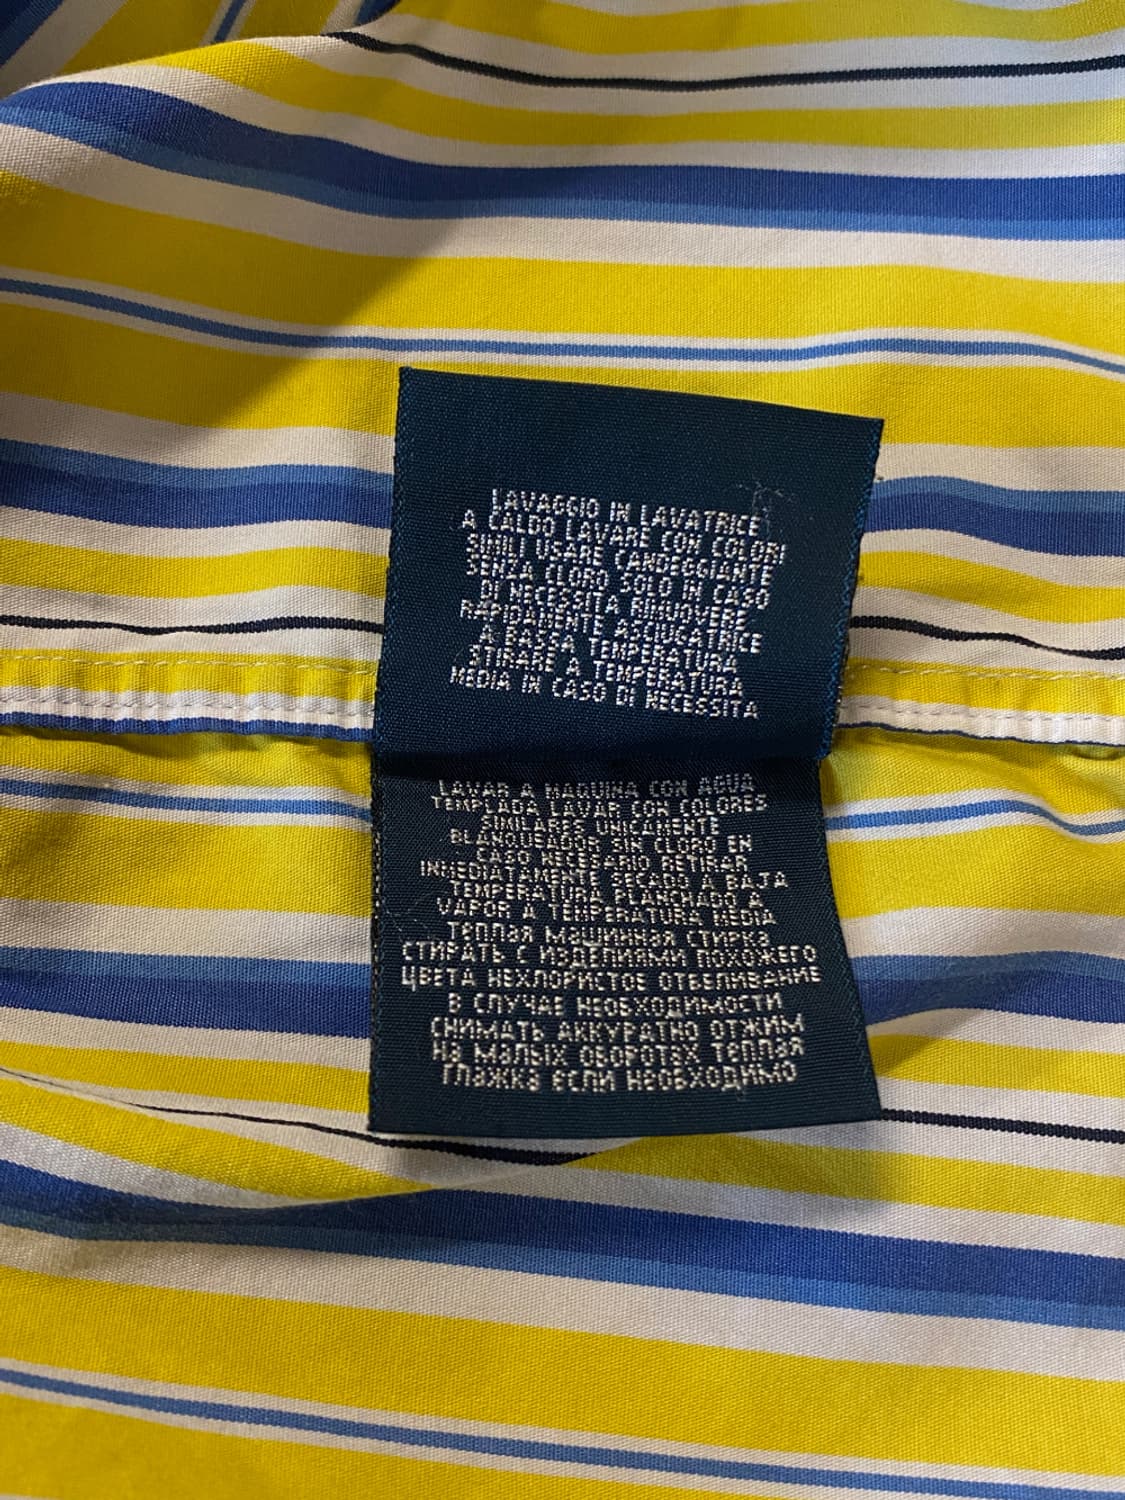 LAVAGGIO IN LAVATRICE
A CALDO LAVARE CON COLORI
SIMILI USARE CANDEGGIANTE
SENZA CLORO SOLO IN CASO
DI NECESSITA RIMUOVERE
RAPIDAMENTE ASCIUGATRICE
A BASSA TEMPERATURA
STIRARE A TEMPERATURA
MEDIA IN CASO DI NECESSITA
LAVAR A MAQUINA CON AGUA
TEMPLADA LAVAR CON COLORES
SIMILARES UNICAMENTE
BLANQUEADOR SIN CLORO EN
CASO NECESARIO RETIRAR
INMEDIATAMENTE SECADO A BAJA
TEMPERATURA PLANCHADO A
VAPOR A TEMPERATURA MEDIA
ТЕПЛАЯ МАШИННАЯ СТИРКА
СТИРАТЬ С ИЗДЕЛИЯМИ ПОХОЖЕГО
ЦВЕТА НЕХЛОРИСТОЕ ОТБЕЛИВАНИЕ
В СЛУЧАЕ НЕОБХОДИМОСТИ
СНИМАТЬ АККУРАТНО ОТЖИМ
НА МАЛЫХ ОБОРОТАХ ТЕПЛАЯ
ГЛАЖКА ЕСЛИ НЕОБХОДИМО